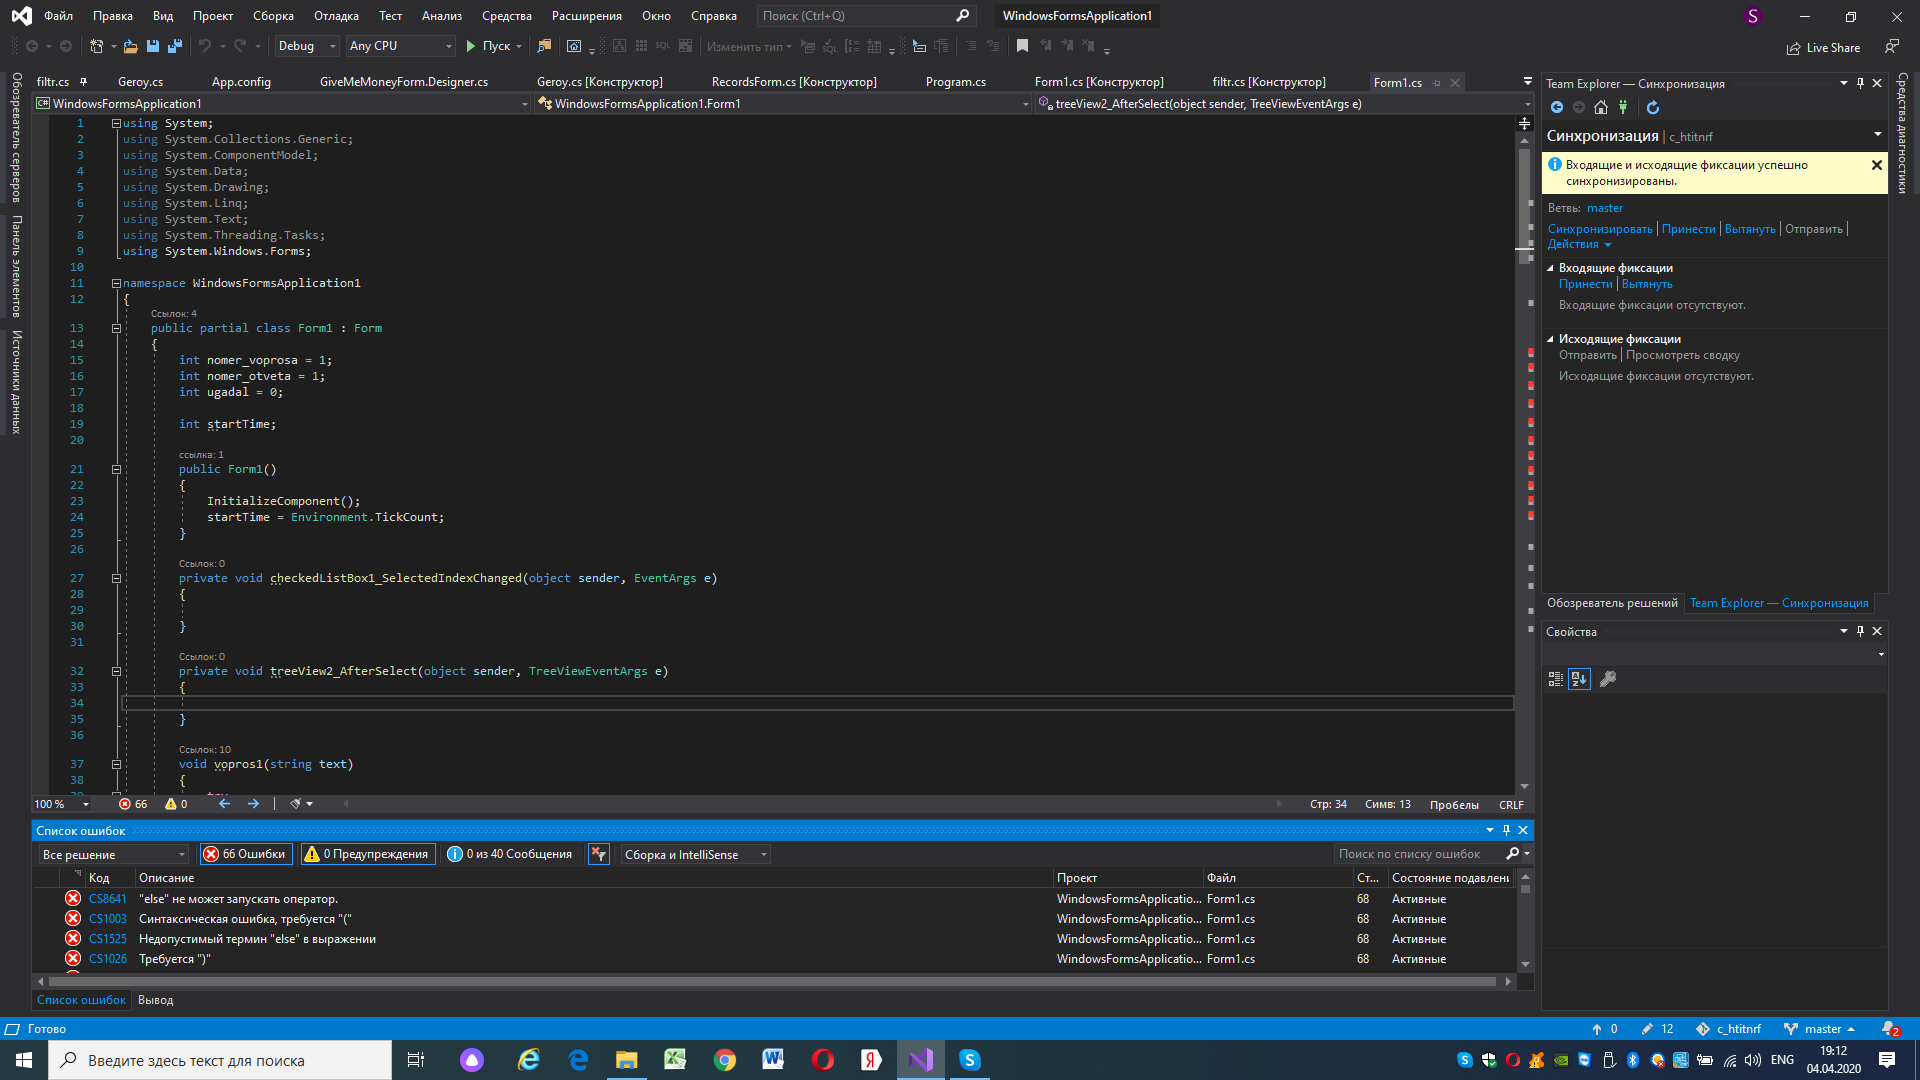 Файл Правка Вид Проект Сборка Отладка Тест Анализ Средства Расширения Окно Справка Поиск (Ctrl+Q) WindowsFormsApplication1 S
Debug Any CPU Пуск SQL Изменить тип Live Share
filtr.cs Geroy.cs App.config GiveMeMoneyForm.Designer.cs Geroy.cs [Конструктор] RecordsForm.cs [Конструктор] Program.cs Form1.cs [Конструктор] filtr.cs [Конструктор] Form1.cs
WindowsFormsApplication1 WindowsFormsApplication1.Form1 treeView2_AfterSelect(object sender, TreeViewEventArgs e)
Обозреватель серверов
Панель элементов
Источники данных
1 using System;
2 using System.Collections.Generic;
3 using System.ComponentModel;
4 using System.Data;
5 using System.Drawing;
6 using System.Linq;
7 using System.Text;
8 using System.Threading.Tasks;
9 using System.Windows.Forms;
10
11 namespace WindowsFormsApplication1
12 {
Ссылок: 4
13 public partial class Form1 : Form
14 {
15 int nomer_voprosa = 1;
16 int nomer_otveta = 1;
17 int ugadal = 0;
18
19 int startTime;
20
ссылка: 1
21 public Form1()
22 {
23 InitializeComponent();
24 startTime = Environment.TickCount;
25 }
26
Ссылок: 0
27 private void checkedListBox1_SelectedIndexChanged(object sender, EventArgs e)
28 {
29
30 }
31
Ссылок: 0
32 private void treeView2_AfterSelect(object sender, TreeViewEventArgs e)
33 {
34
35 }
36
Ссылок: 10
37 void vopros1(string text)
38 {
100 % 66 0 Стр: 34 Симв: 13 Пробелы CRLF
Список ошибок
Все решение 66 Ошибки 0 Предупреждения 0 из 40 Сообщения Сборка и IntelliSense Поиск по списку ошибок
Код Описание Проект Файл Ст... Состояние подавлени
CS8641 "else" не может запускать оператор. WindowsFormsApplicatio... Form1.cs 68 Активные
CS1003 Синтаксическая ошибка, требуется "(" WindowsFormsApplicatio... Form1.cs 68 Активные
CS1525 Недопустимый термин "else" в выражении WindowsFormsApplicatio... Form1.cs 68 Активные
CS1026 Требуется ")" WindowsFormsApplicatio... Form1.cs 68 Активные
Список ошибок Вывод
Team Explorer — Синхронизация
Синхронизация | c_htitnrf
Входящие и исходящие фиксации успешно
синхронизированы.
Ветвь: master
Синхронизировать | Принести | Вытянуть | Отправить |
Действия
Входящие фиксации
Принести | Вытянуть
Входящие фиксации отсутствуют.
Исходящие фиксации
Отправить | Просмотреть сводку
Исходящие фиксации отсутствуют.
Обозреватель решений Team Explorer — Синхронизация
Свойства
Средства диагностики
Готово 0 12 c_htitnrf master 2
Введите здесь текст для поиска ENG 19:12
04.04.2020